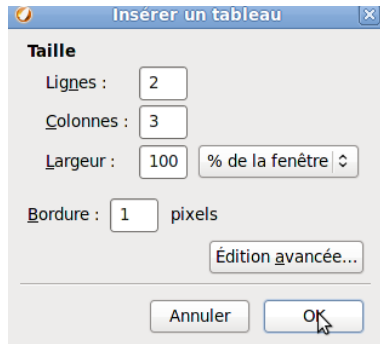 Insérer un tableau
Taille
Lignes : 2
Colonnes : 3
Largeur : 100 % de la fenêtre
Bordure : 1 pixels
Édition avancée...
Annuler OK